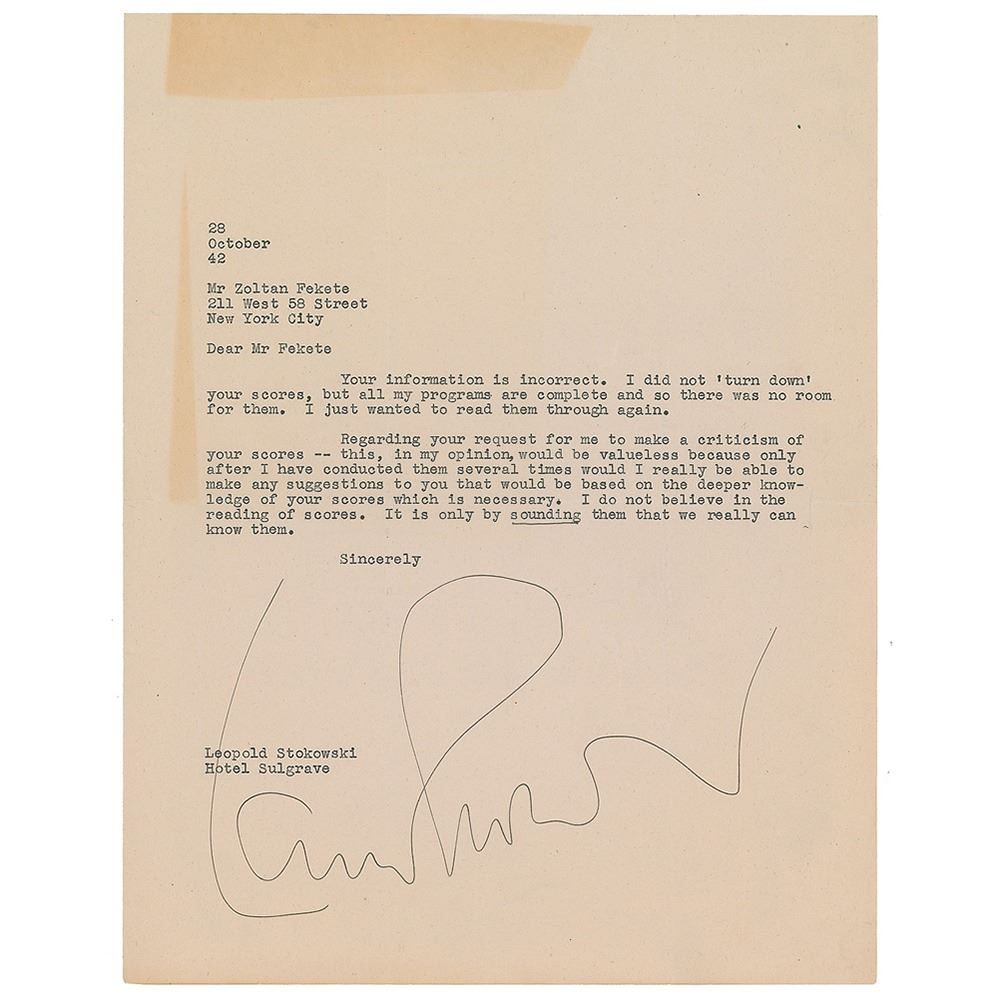 28
October
42
Mr Zoltan Fekete
211 West 58 Street
New York City
Dear Mr Fekete
Your information is incorrect. I did not 'turn down'
your scores, but all my programs are complete and so there was no room
for them. I just wanted to read them through again.
Regarding your request for me to make a criticism of
your scores -- this, in my opinion, would be valueless because only
after I have conducted them several times would I really be able to
make any suggestions to you that would be based on the deeper know-
ledge of your scores which is necessary. I do not believe in the
reading of scores. It is only by sounding them that we really can
know them.
Sincerely
Leopold Stokowski
Hotel Sulgrave